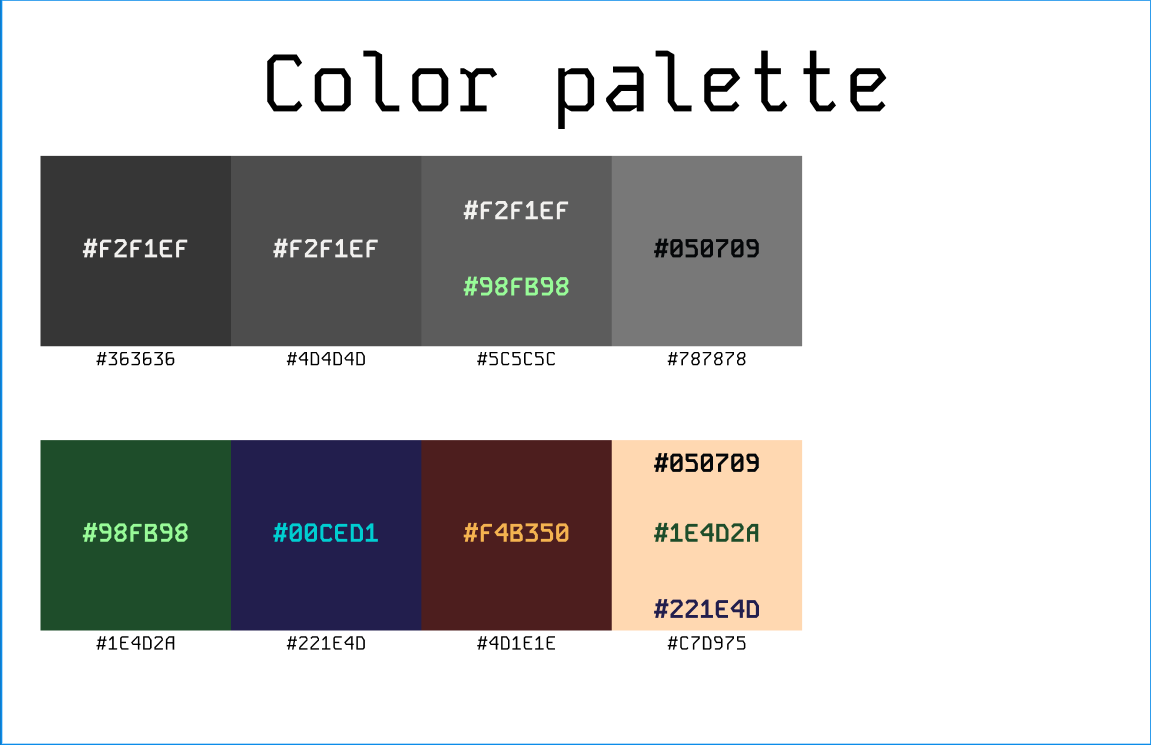 Color palette
#F2F1EF #F2F1EF #F2F1EF #050709
#98FB98
#363636 #4D4D4D #5C5C5C #787878
#050709
#98FB98 #00CED1 #F4B350 #1E4D2A
#221E4D
#1E4D2A #221E4D #4D1E1E #C7D975